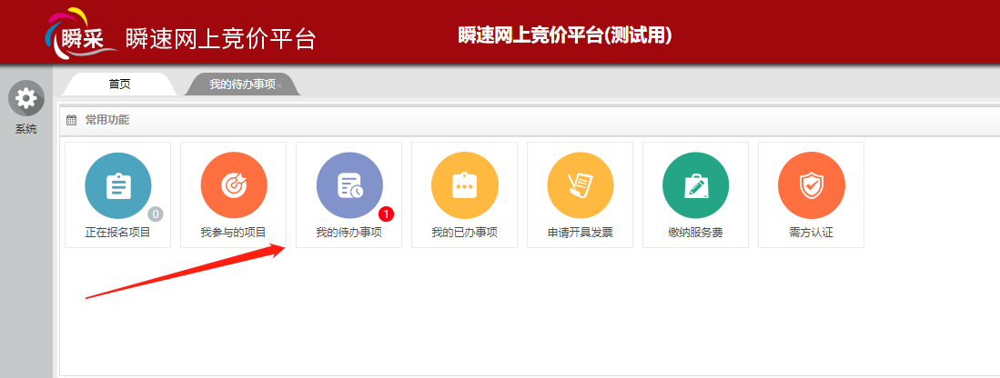 瞬采 瞬速网上竞价平台
瞬速网上竞价平台(测试用)
首页
我的待办事项×
系统
常用功能
0
正在报名项目
我参与的项目
1
我的待办事项
我的已办事项
申请开具发票
缴纳服务费
需方认证